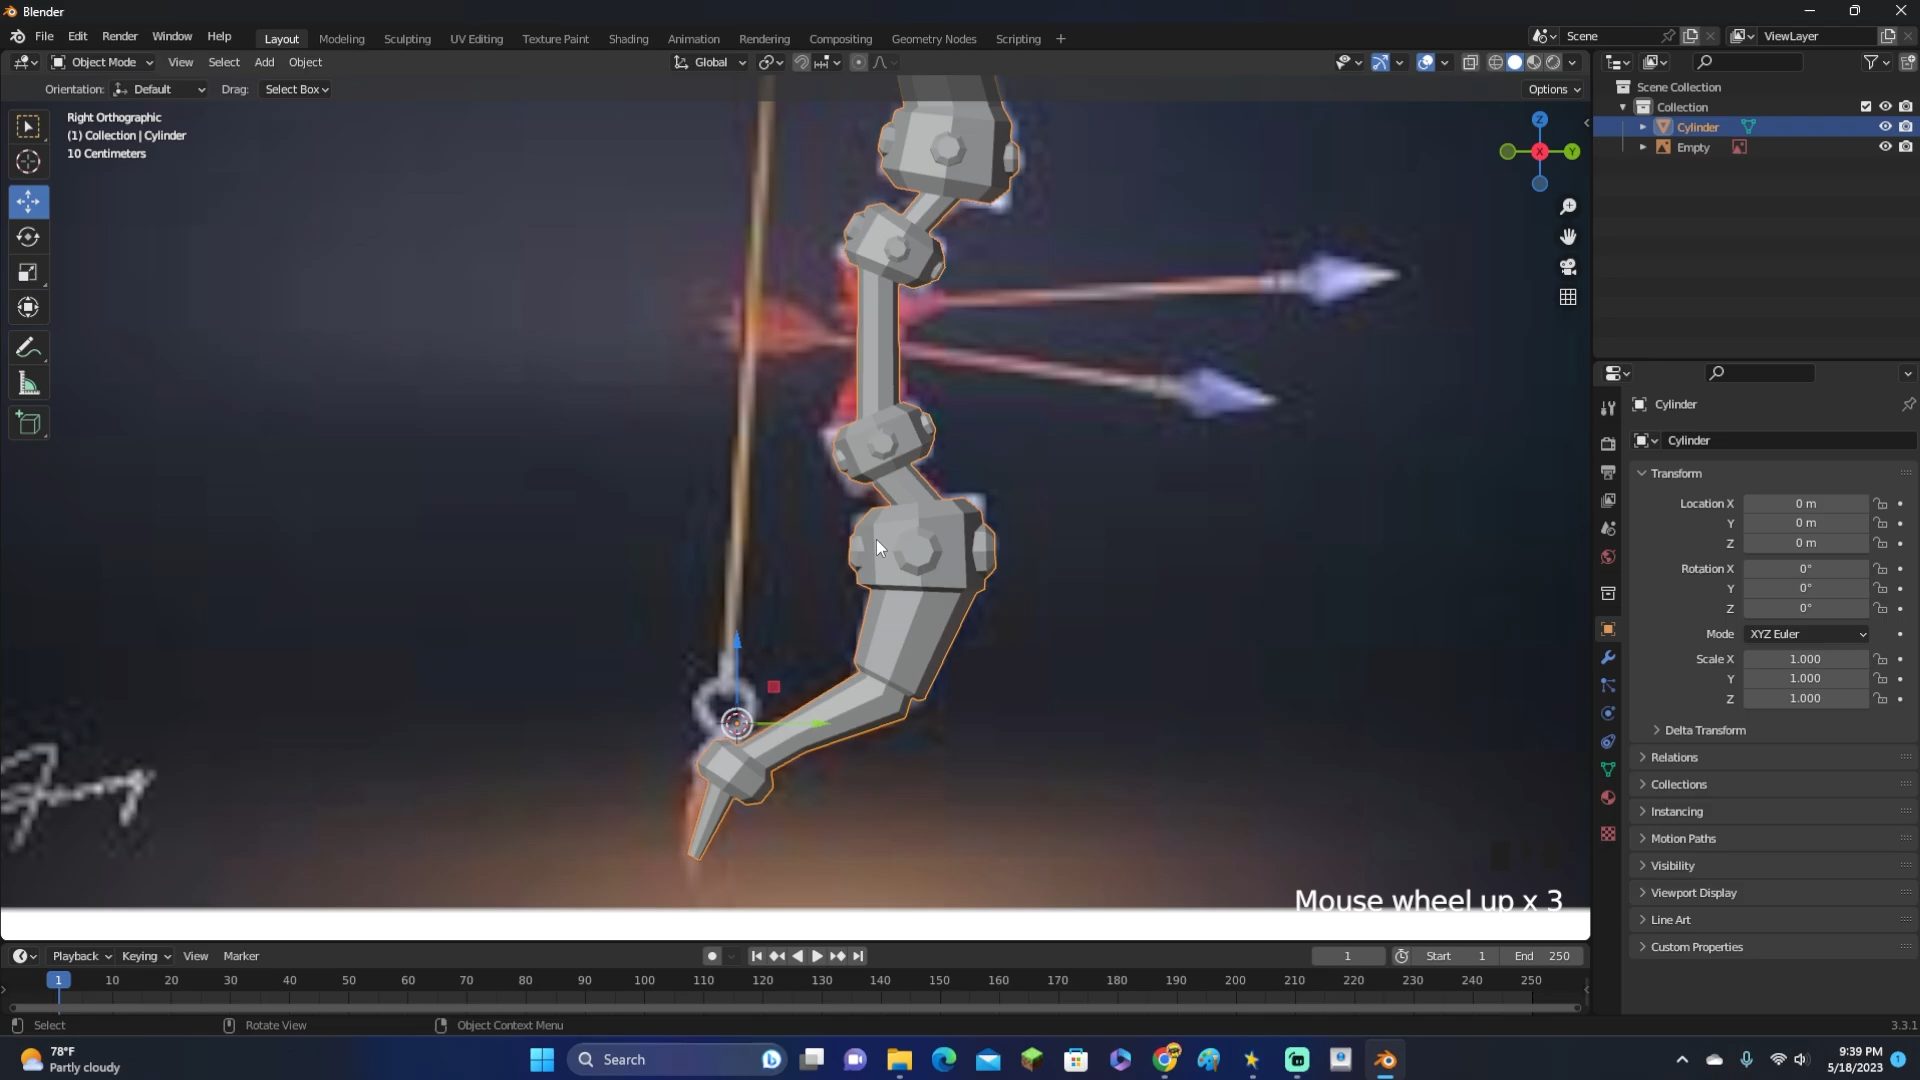 Blender
File Edit Render Window Help Layout Modeling Sculpting UV Editing Texture Paint Shading Animation Rendering Compositing Geometry Nodes Scripting Scene ViewLayer
Object Mode View Select Add Object Global
Orientation: Default Drag: Select Box Options
Right Orthographic
(1) Collection | Cylinder
10 Centimeters
Z
X
Y
Scene Collection
Collection
Cylinder
Empty
Cylinder
Cylinder
Transform
Location X 0 m
Y 0 m
Z 0 m
Rotation X 0°
Y 0°
Z 0°
Mode XYZ Euler
Scale X 1.000
Y 1.000
Z 1.000
Delta Transform
Relations
Collections
Instancing
Motion Paths
Visibility
Viewport Display
Line Art
Custom Properties
Mouse wheel up x 3
Playback Keying View Marker 1 Start 1 End 250
1 10 20 30 40 50 60 70 80 90 100 110 120 130 140 150 160 170 180 190 200 210 220 230 240 250
Select Rotate View Object Context Menu 3.3.1
78°F
Partly cloudy
Search
9:39 PM
5/18/2023
1